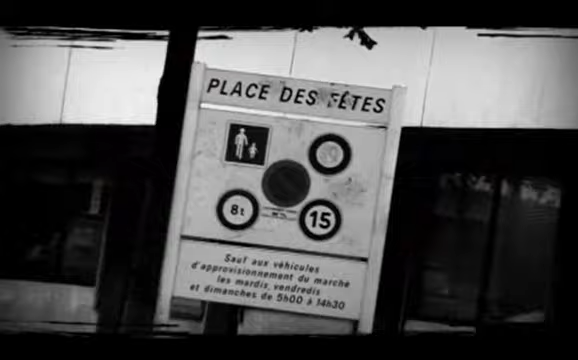 PLACE DES FÊTES
8t
15
Sauf aux véhicules
d'approvisionnement du marché
les mardis, vendredis
et dimanches de 5h00 à 14h30